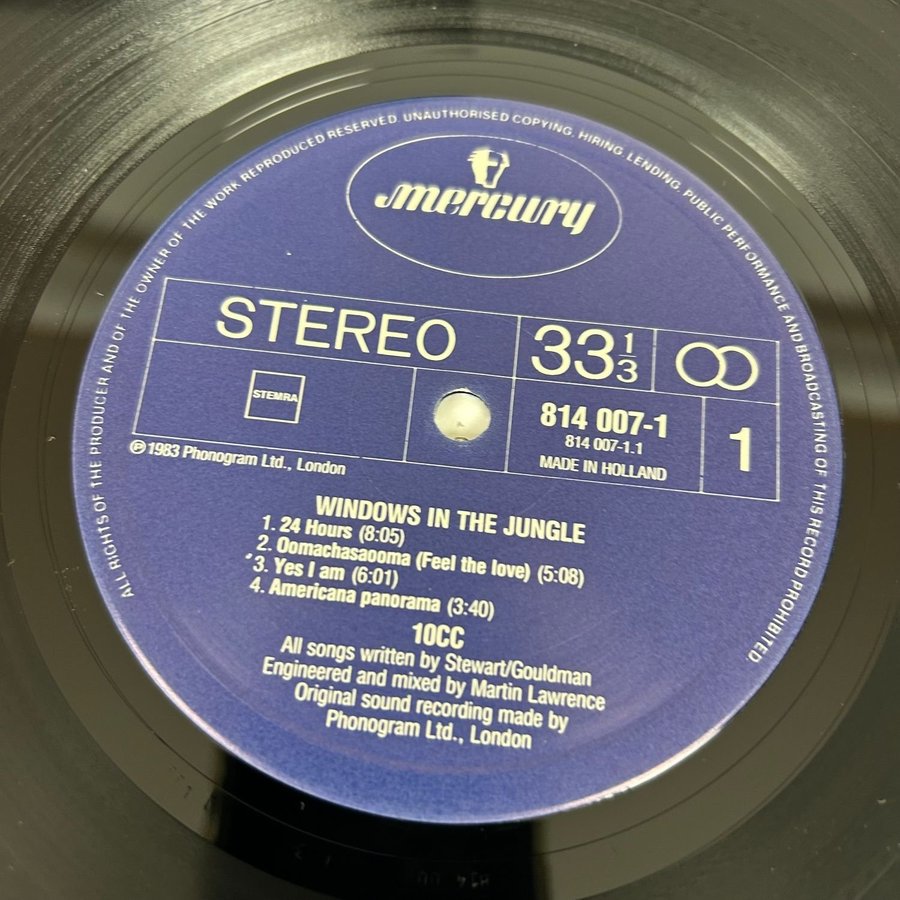 ALL RIGHTS OF THE PRODUCER AND OF THE OWNER OF THE WORK REPRODUCED RESERVED. UNAUTHORISED COPYING, HIRING, LENDING, PUBLIC PERFORMANCE AND BROADCASTING OF THIS RECORD PROHIBITED.
mercury
STEREO
33 1/3
STEMRA
814 007-1
814 007-1.1
MADE IN HOLLAND
1
℗ 1983 Phonogram Ltd., London
WINDOWS IN THE JUNGLE
1. 24 Hours (8:05)
2. Oomachasaooma (Feel the love) (5:08)
3. Yes I am (6:01)
4. Americana panorama (3:40)
10CC
All songs written by Stewart/Gouldman
Engineered and mixed by Martin Lawrence
Original sound recording made by
Phonogram Ltd., London